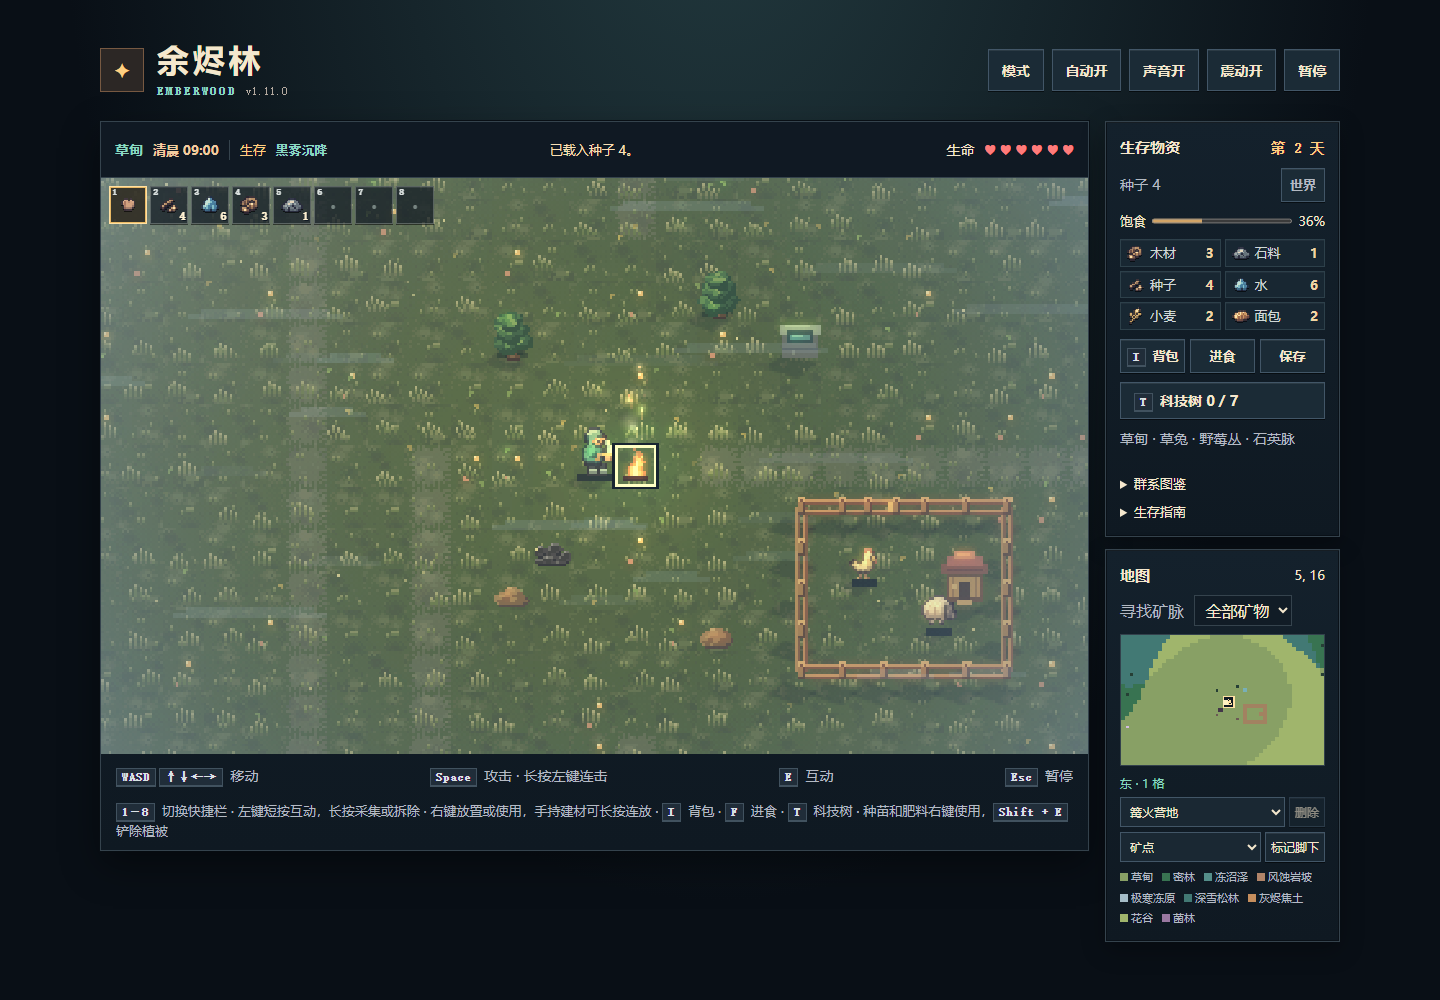 余烬林
EMBERWOOD v1.11.0
模式 自动开 声音开 震动开 暂停
草甸 清晨 09:00 生存 黑雾沉降 已载入种子 4。 生命
1 2 4 3 6 4 3 5 1 6 7 8
WASD ↑↓←→ 移动 Space 攻击 · 长按左键连击 E 互动 Esc 暂停
1-8 切换快捷栏 · 左键短按互动，长按采集或拆除 · 右键放置或使用，手持建材可长按连放 · I 背包 · F 进食 · T 科技树 · 种苗和肥料右键使用， Shift + E
铲除植被
生存物资 第 2 天
种子 4 世界
饱食 36%
木材 3 石料 1
种子 4 水 6
小麦 2 面包 2
I 背包 进食 保存
T 科技树 0 / 7
草甸 · 草兔 · 野莓丛 · 石英脉
▶ 群系图鉴
▶ 生存指南
地图 5, 16
寻找矿脉 全部矿物
东 · 1 格
篝火营地 删除
矿点 标记脚下
草甸 密林 冻沼泽 风蚀岩坡
极寒冻原 深雪松林 灰烬焦土
花谷 菌林